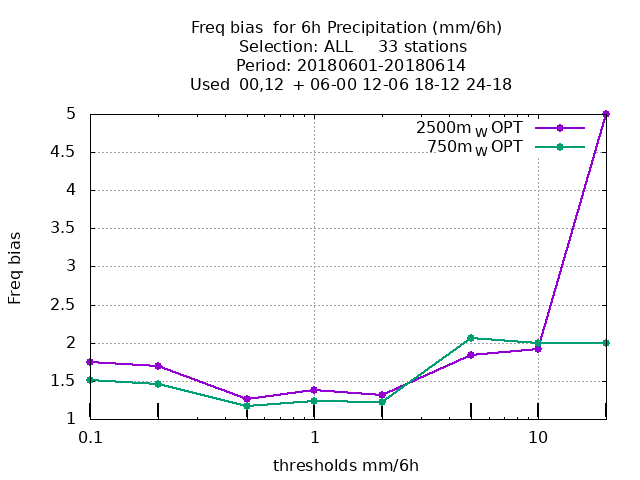 Freq bias  for 6h Precipitation (mm/6h)
Selection: ALL     33 stations
Period: 20180601-20180614
Used  00,12  + 06-00 12-06 18-12 24-18
2500m W OPT
750m W OPT
5
4.5
4
3.5
3
2.5
2
1.5
1
Freq bias
0.1 1 10
thresholds mm/6h